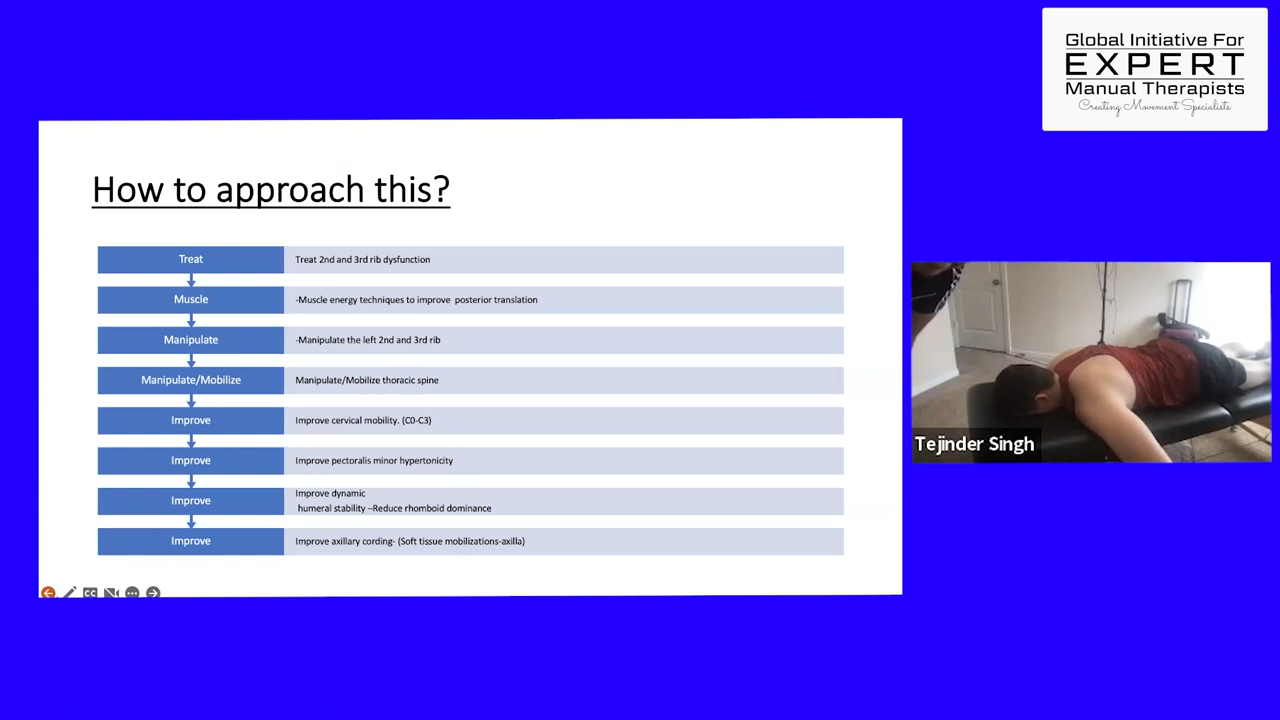 Global Initiative For
EXPERT
Manual Therapists
Creating Movement Specialists
How to approach this?
Treat
Treat 2nd and 3rd rib dysfunction
Muscle
-Muscle energy techniques to improve posterior translation
Manipulate
-Manipulate the left 2nd and 3rd rib
Manipulate/Mobilize
Manipulate/Mobilize thoracic spine
Improve
Improve cervical mobility. (C0-C3)
Improve
Improve pectoralis minor hypertonicity
Improve
Improve dynamic
humeral stability –Reduce rhomboid dominance
Improve
Improve axillary cording- (Soft tissue mobilizations-axilla)
CC
Tejinder Singh